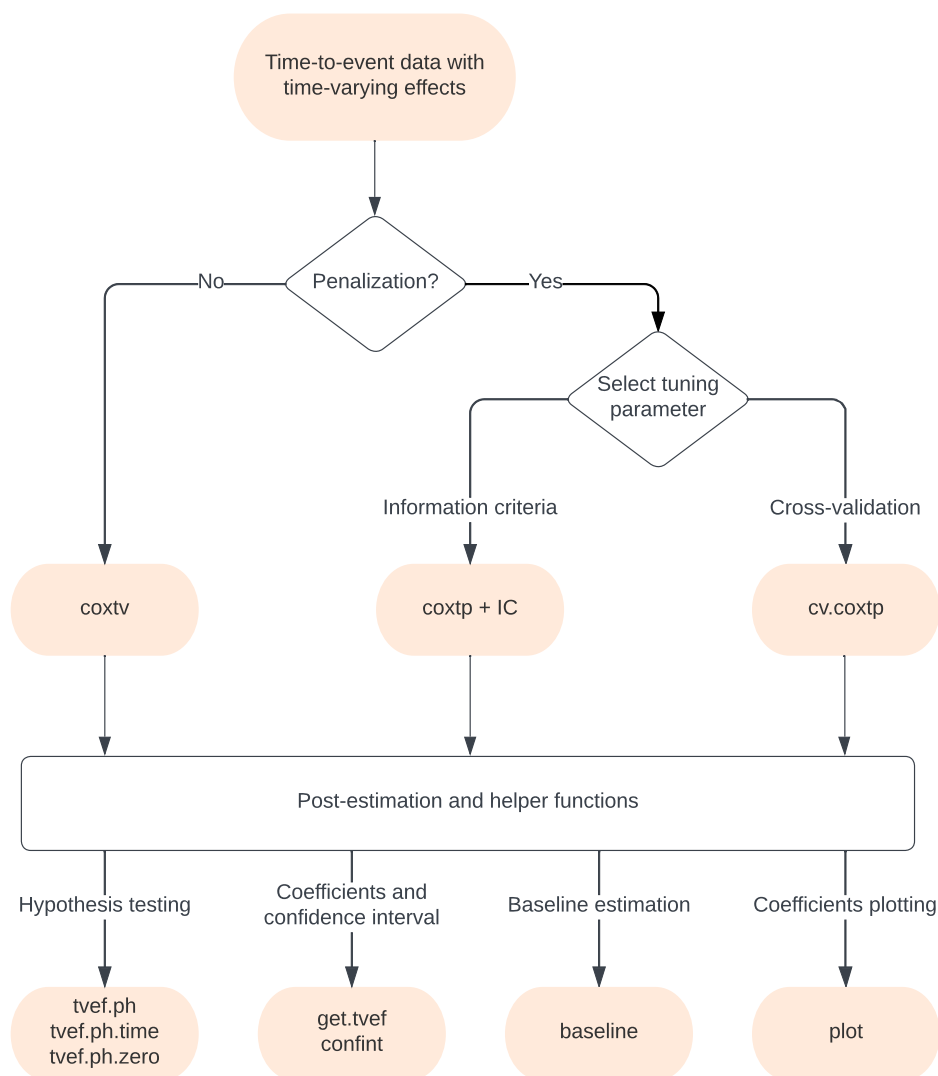 Time-to-event data with
time-varying effects
Penalization?
No
Yes
Select tuning
parameter
Information criteria
Cross-validation
coxtv
coxtp + IC
cv.coxtp
Post-estimation and helper functions
Hypothesis testing
Coefficients and
confidence interval
Baseline estimation
Coefficients plotting
tvef.ph
tvef.ph.time
tvef.ph.zero
get.tvef
confint
baseline
plot